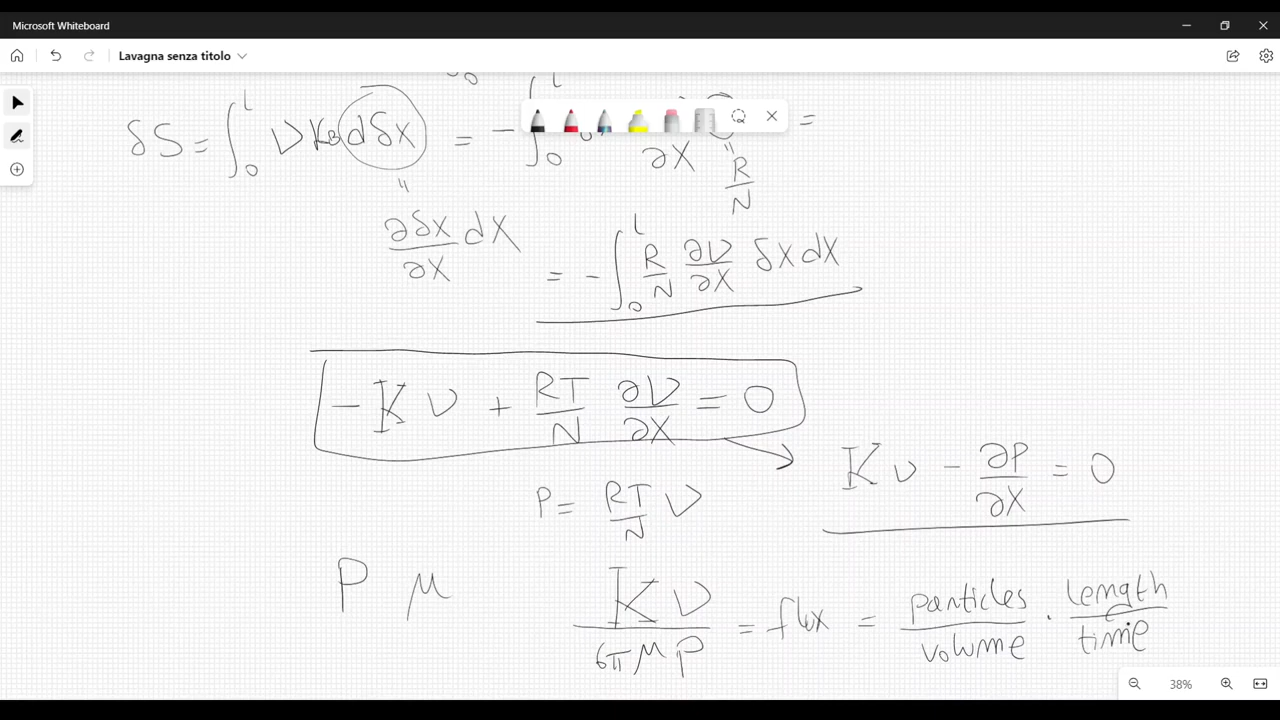 Microsoft Whiteboard
Lavagna senza titolo
δS = ∫₀ˡ ν dδx = - ∫₀ˡ ∂X =
" "
∂δX/∂X dX R/N
= - ∫₀ˡ R/N ∂ν/∂X δX dX
- K ν + RT/N ∂ν/∂X = 0
K ν - ∂P/∂X = 0
P = RT/N ν
P μ
K ν / 6π μ P = flux = particles/volume · length/time
38%